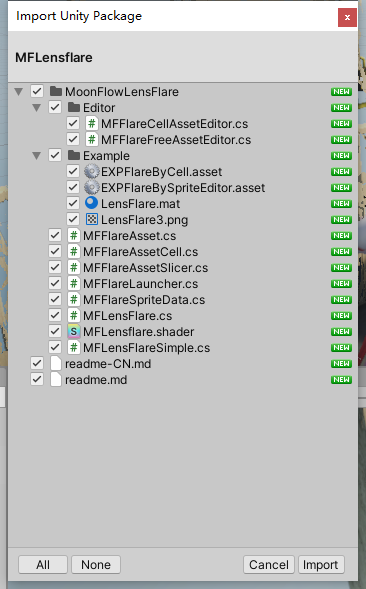 Import Unity Package
x
MFLensflare
MoonFlowLensFlare NEW
Editor NEW
# MFFlareCellAssetEditor.cs NEW
# MFFlareFreeAssetEditor.cs NEW
Example NEW
EXPFlareByCell.asset NEW
EXPFlareBySpriteEditor.asset NEW
LensFlare.mat NEW
LensFlare3.png NEW
# MFFlareAsset.cs NEW
# MFFlareAssetCell.cs NEW
# MFFlareAssetSlicer.cs NEW
# MFFlareLauncher.cs NEW
# MFFlareSpriteData.cs NEW
# MFLensFlare.cs NEW
S MFLensflare.shader NEW
# MFLensFlareSimple.cs NEW
readme-CN.md NEW
readme.md NEW
All None Cancel Import